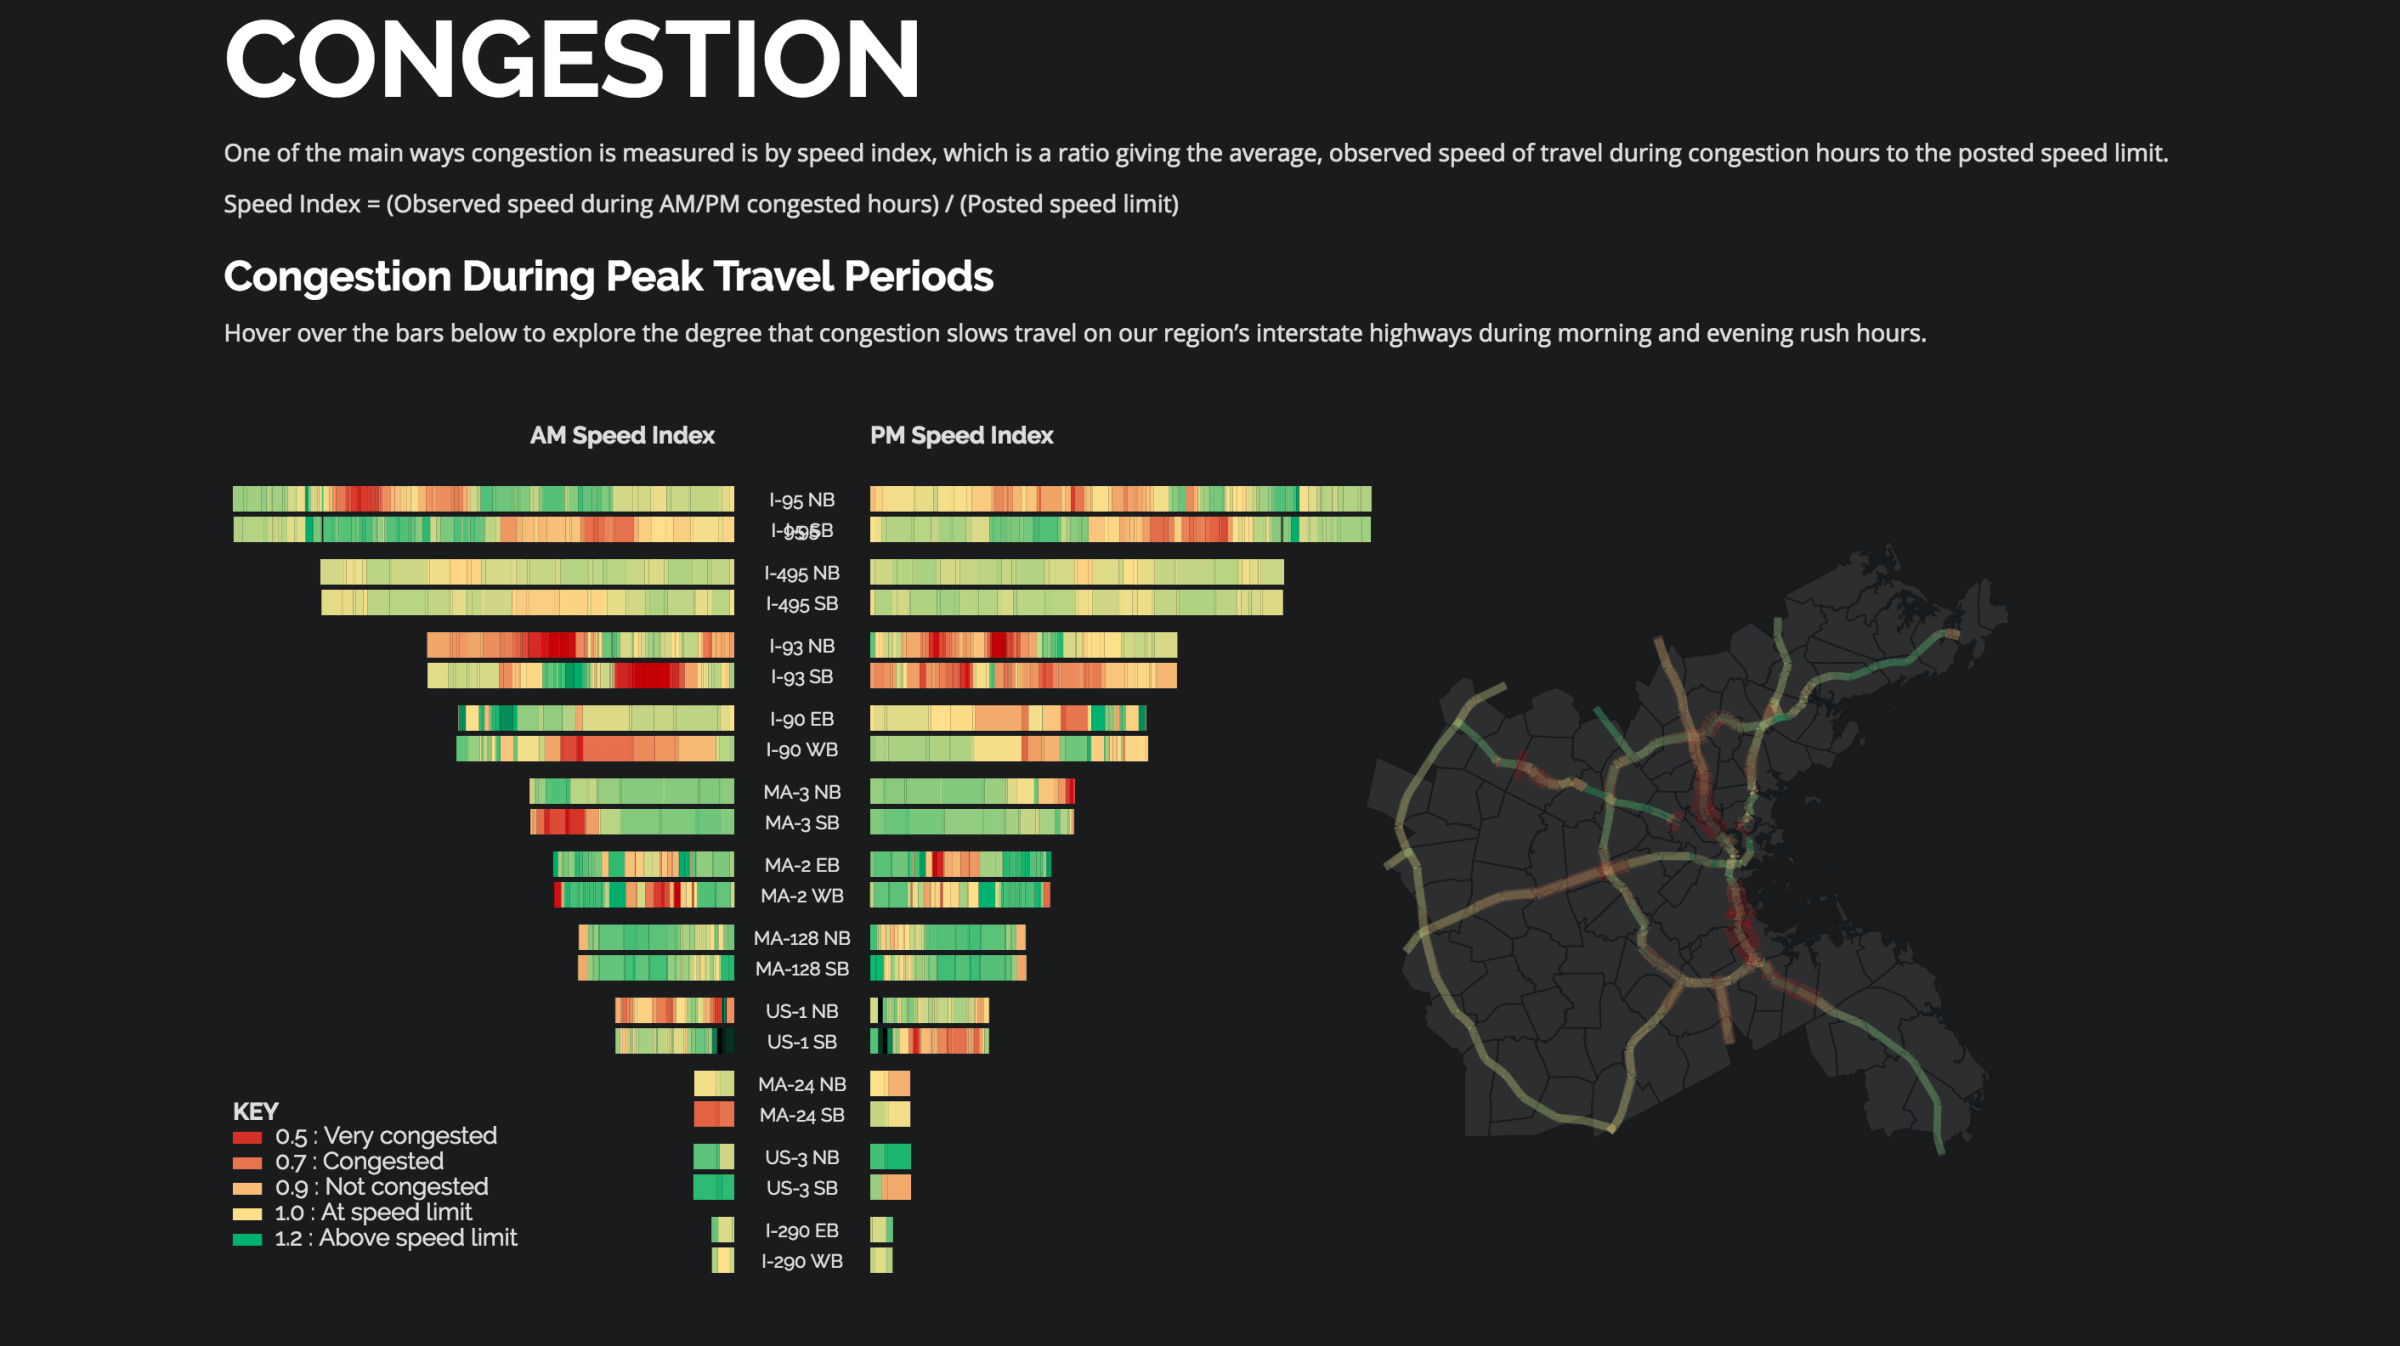 CONGESTION
One of the main ways congestion is measured is by speed index, which is a ratio giving the average, observed speed of travel during congestion hours to the posted speed limit.
Speed Index = (Observed speed during AM/PM congested hours) / (Posted speed limit)
Congestion During Peak Travel Periods
Hover over the bars below to explore the degree that congestion slows travel on our region’s interstate highways during morning and evening rush hours.
AM Speed Index
PM Speed Index
I-95 NB
I-95 SB
I-495 NB
I-495 SB
I-93 NB
I-93 SB
I-90 EB
I-90 WB
MA-3 NB
MA-3 SB
MA-2 EB
MA-2 WB
MA-128 NB
MA-128 SB
US-1 NB
US-1 SB
MA-24 NB
MA-24 SB
US-3 NB
US-3 SB
I-290 EB
I-290 WB
KEY
0.5 : Very congested
0.7 : Congested
0.9 : Not congested
1.0 : At speed limit
1.2 : Above speed limit